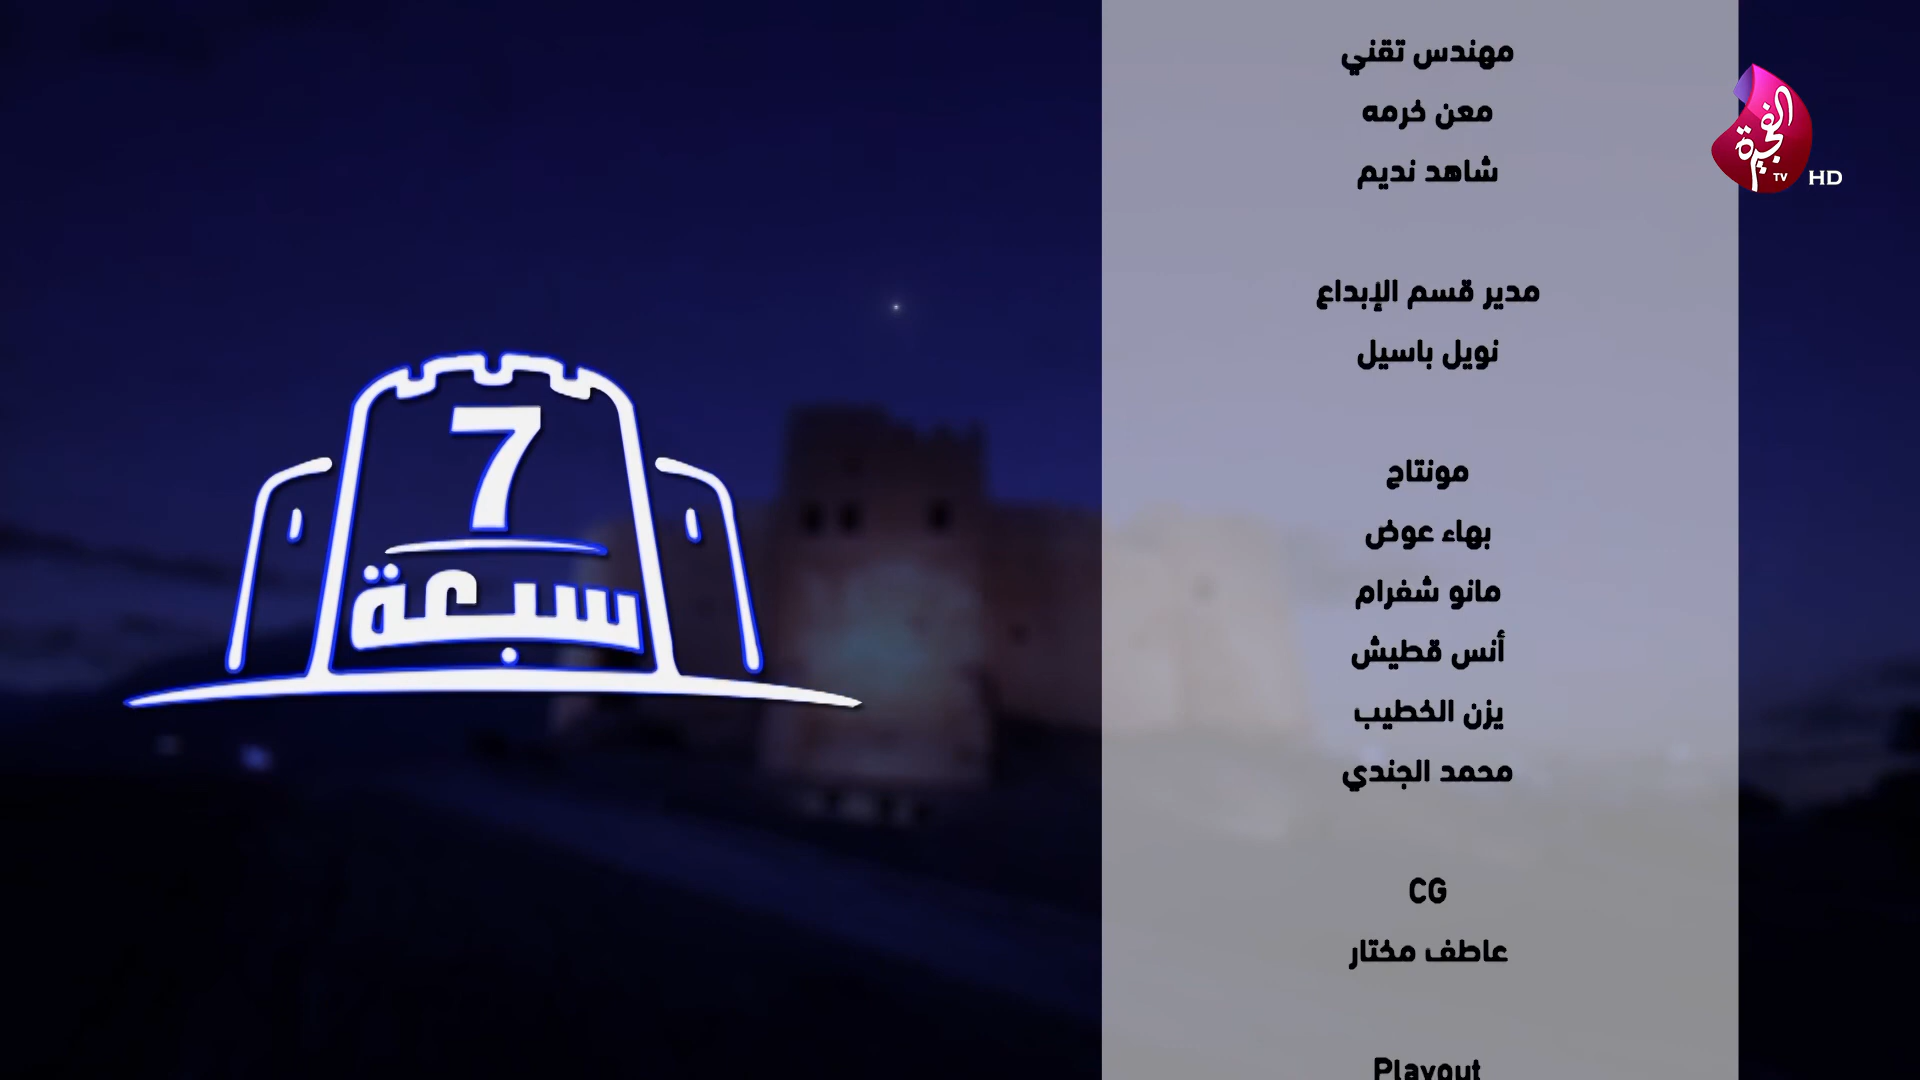 مهندس تقني
معن كرمه
شاهد نديم
مدير قسم الإبداع
نويل باسيل
مونتاج
بهاء عوض
مانو شغرام
أنس قطيش
يزن الخطيب
محمد الجندي
CG
عاطف مختار
Playout
7
سبعة
الفجيرة
TV
HD